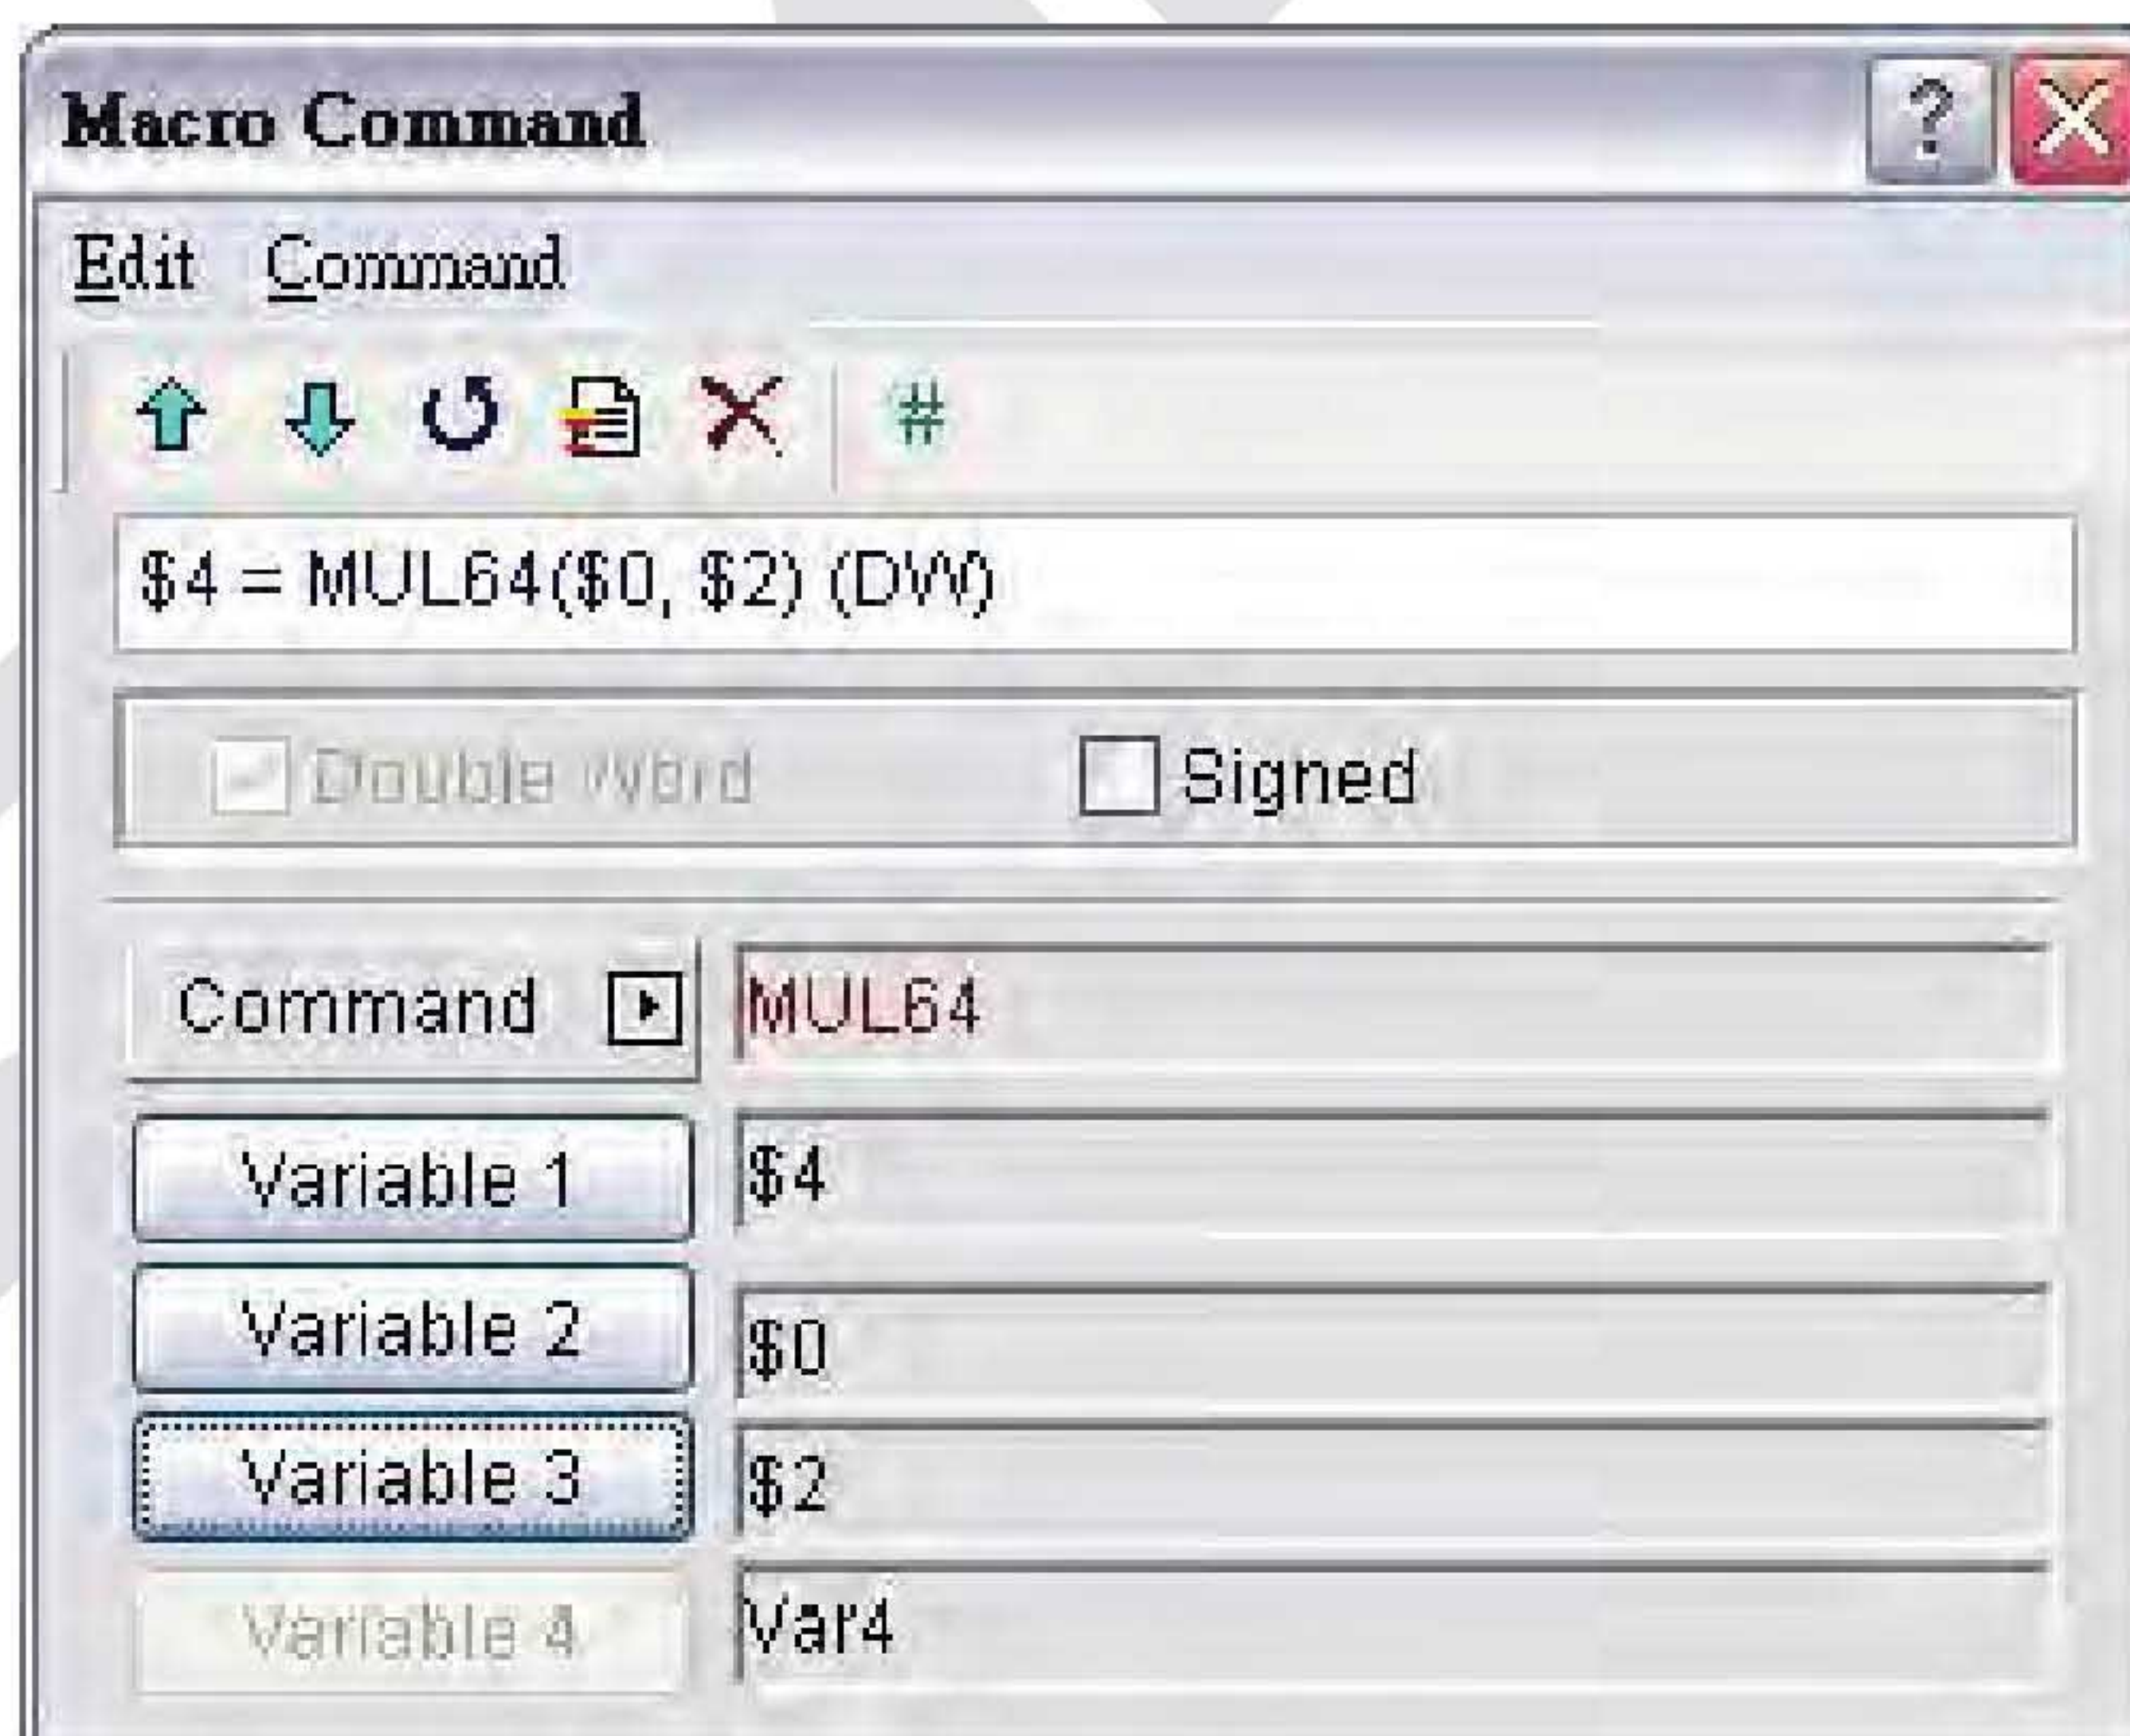 Macro Command
?
Edit Command
#
$4 = MUL64($0, $2) (DW)
Double Word Signed
Command MUL64
Variable 1 $4
Variable 2 $0
Variable 3 $2
Variable 4 Var4